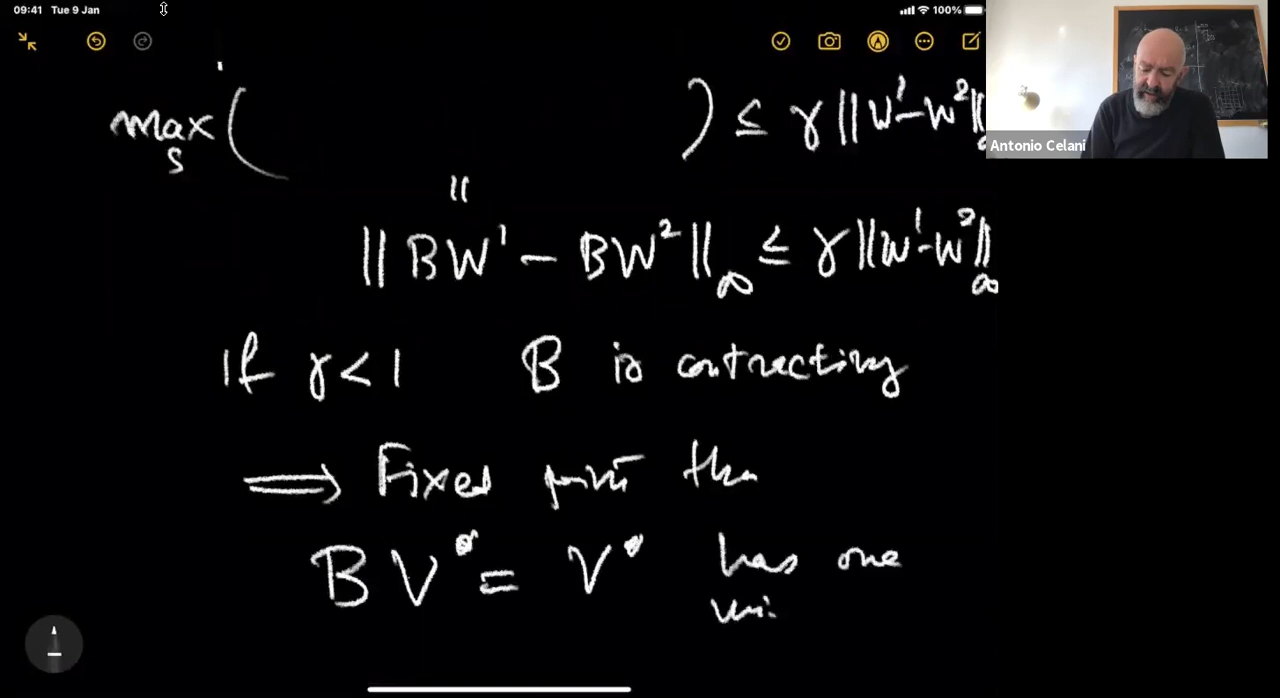 09:41 Tue 9 Jan
100%
max ( ) ≤ γ ‖W¹-W²‖
s
Antonio Celani
‖ BW¹ - BW² ‖∞ ≤ γ‖W¹-W²‖∞
If γ < 1 B is contracting
⟹ Fixed point thm
B V* = V* has one
uni